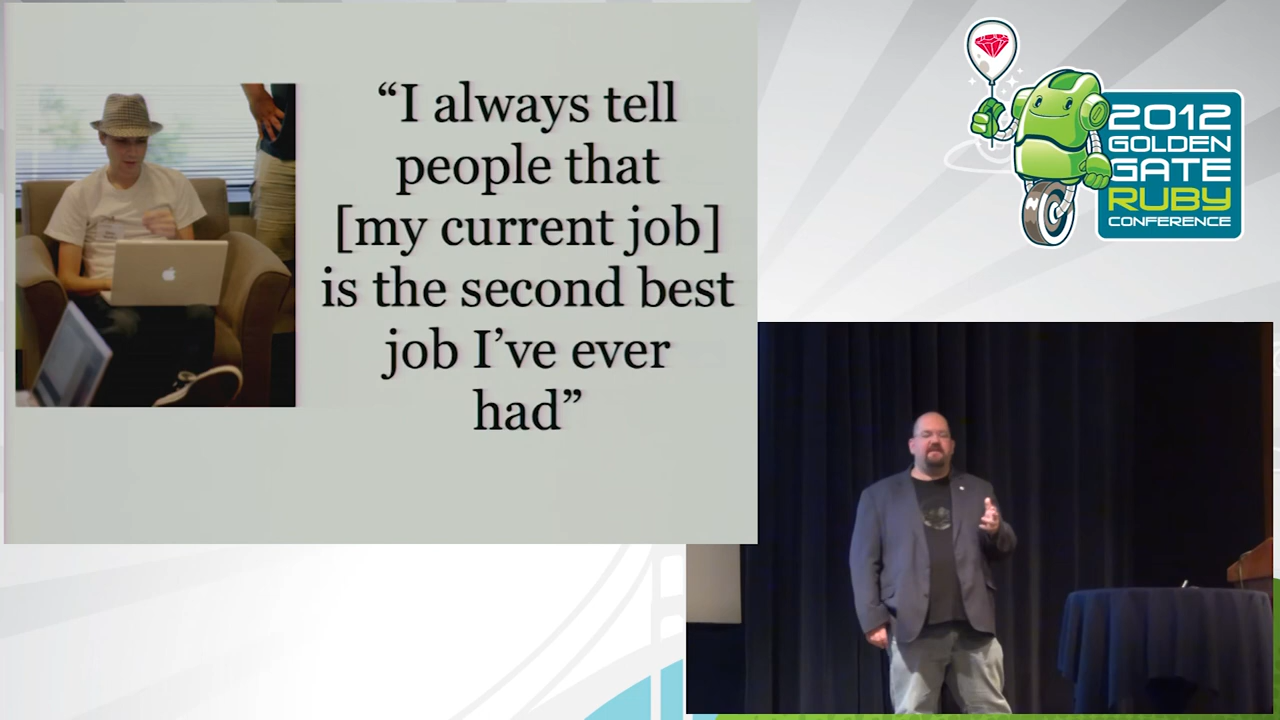 “I always tell
people that
[my current job]
is the second best
job I’ve ever
had”
2012
GOLDEN
GATE
RUBY
CONFERENCE